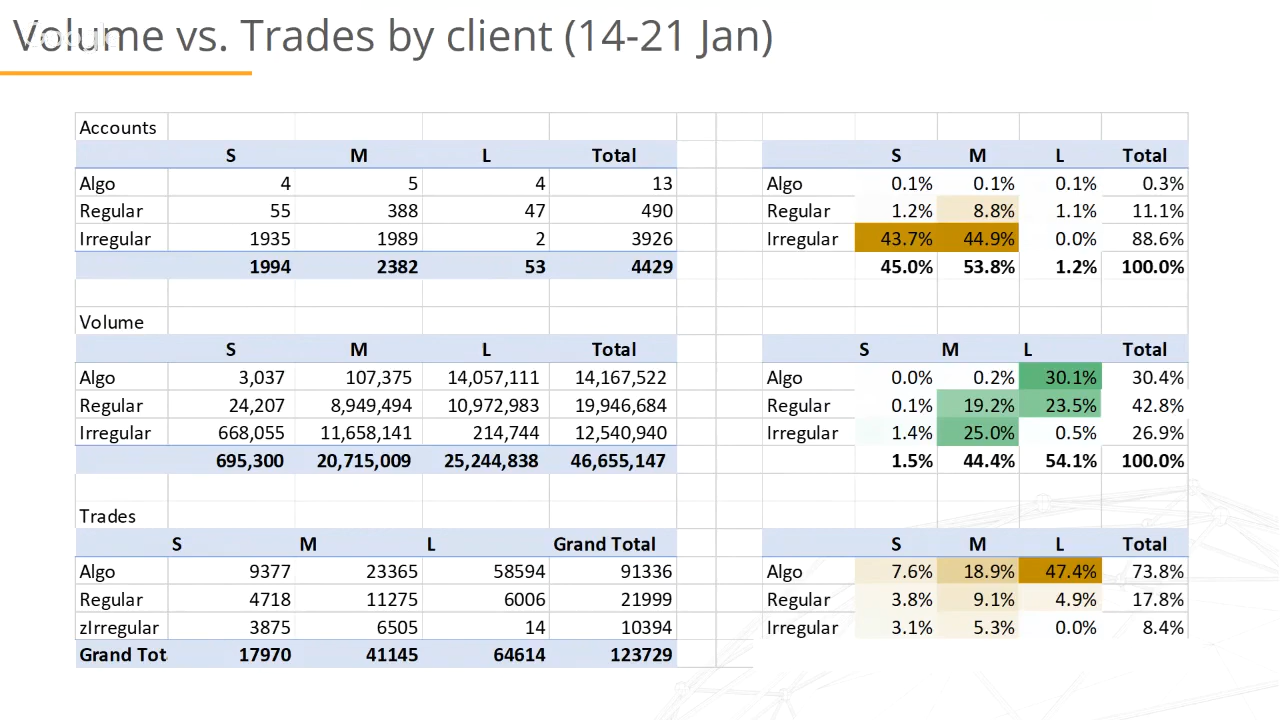 Volume vs. Trades by client (14-21 Jan)
Google
Accounts
S M L Total S M L Total
Algo 4 5 4 13 Algo 0.1% 0.1% 0.1% 0.3%
Regular 55 388 47 490 Regular 1.2% 8.8% 1.1% 11.1%
Irregular 1935 1989 2 3926 Irregular 43.7% 44.9% 0.0% 88.6%
1994 2382 53 4429 45.0% 53.8% 1.2% 100.0%
Volume
S M L Total S M L Total
Algo 3,037 107,375 14,057,111 14,167,522 Algo 0.0% 0.2% 30.1% 30.4%
Regular 24,207 8,949,494 10,972,983 19,946,684 Regular 0.1% 19.2% 23.5% 42.8%
Irregular 668,055 11,658,141 214,744 12,540,940 Irregular 1.4% 25.0% 0.5% 26.9%
695,300 20,715,009 25,244,838 46,655,147 1.5% 44.4% 54.1% 100.0%
Trades
S M L Grand Total S M L Total
Algo 9377 23365 58594 91336 Algo 7.6% 18.9% 47.4% 73.8%
Regular 4718 11275 6006 21999 Regular 3.8% 9.1% 4.9% 17.8%
zIrregular 3875 6505 14 10394 Irregular 3.1% 5.3% 0.0% 8.4%
Grand Tot 17970 41145 64614 123729